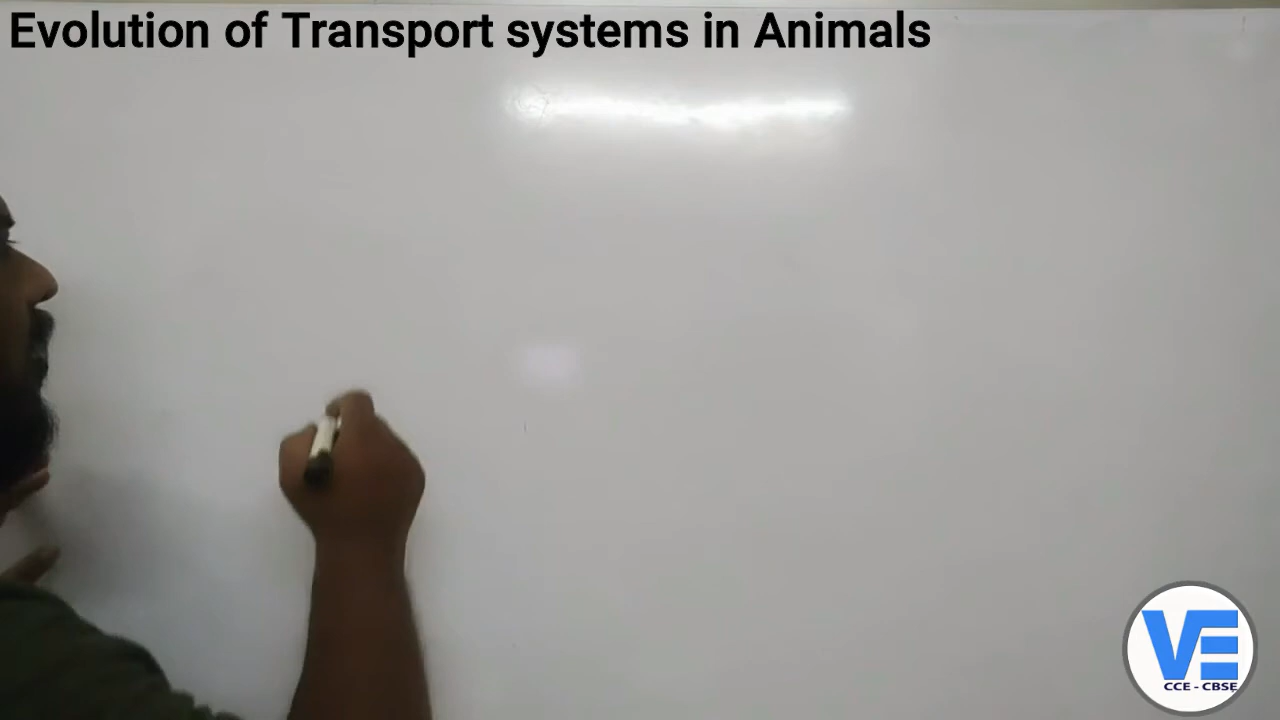 Evolution of Transport systems in Animals
VE
CCE - CBSE